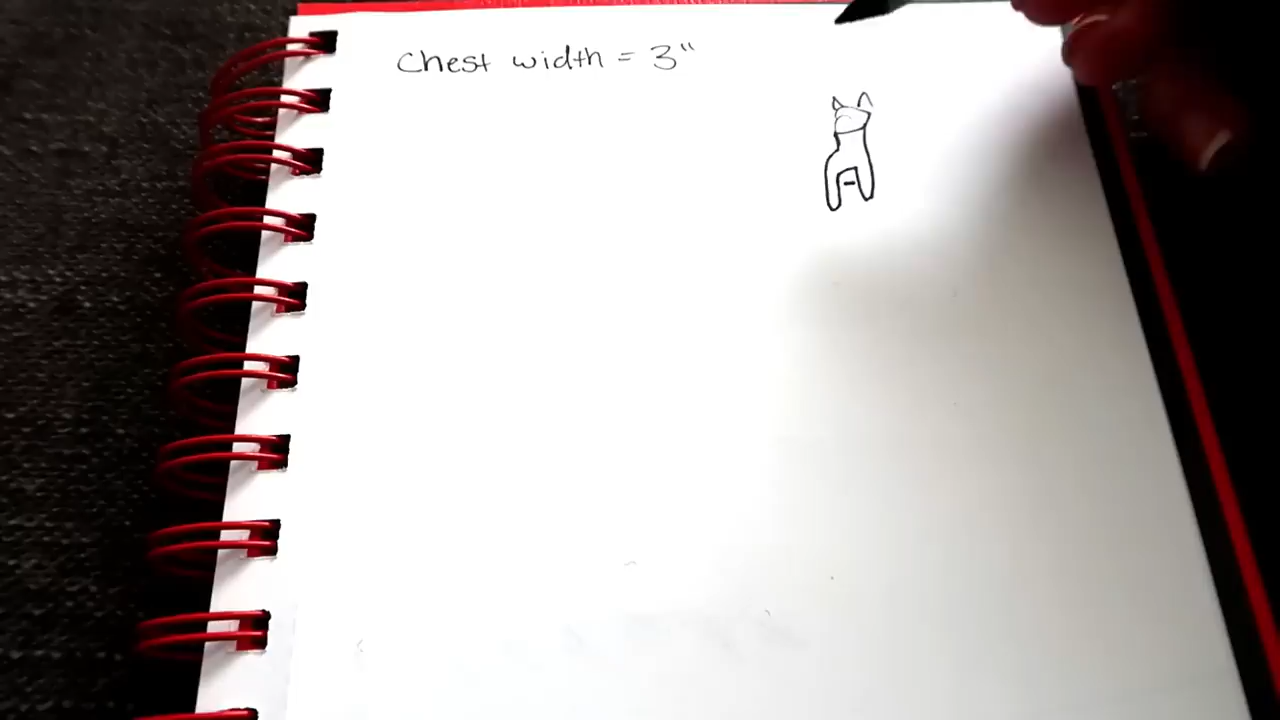 Chest width = 3"